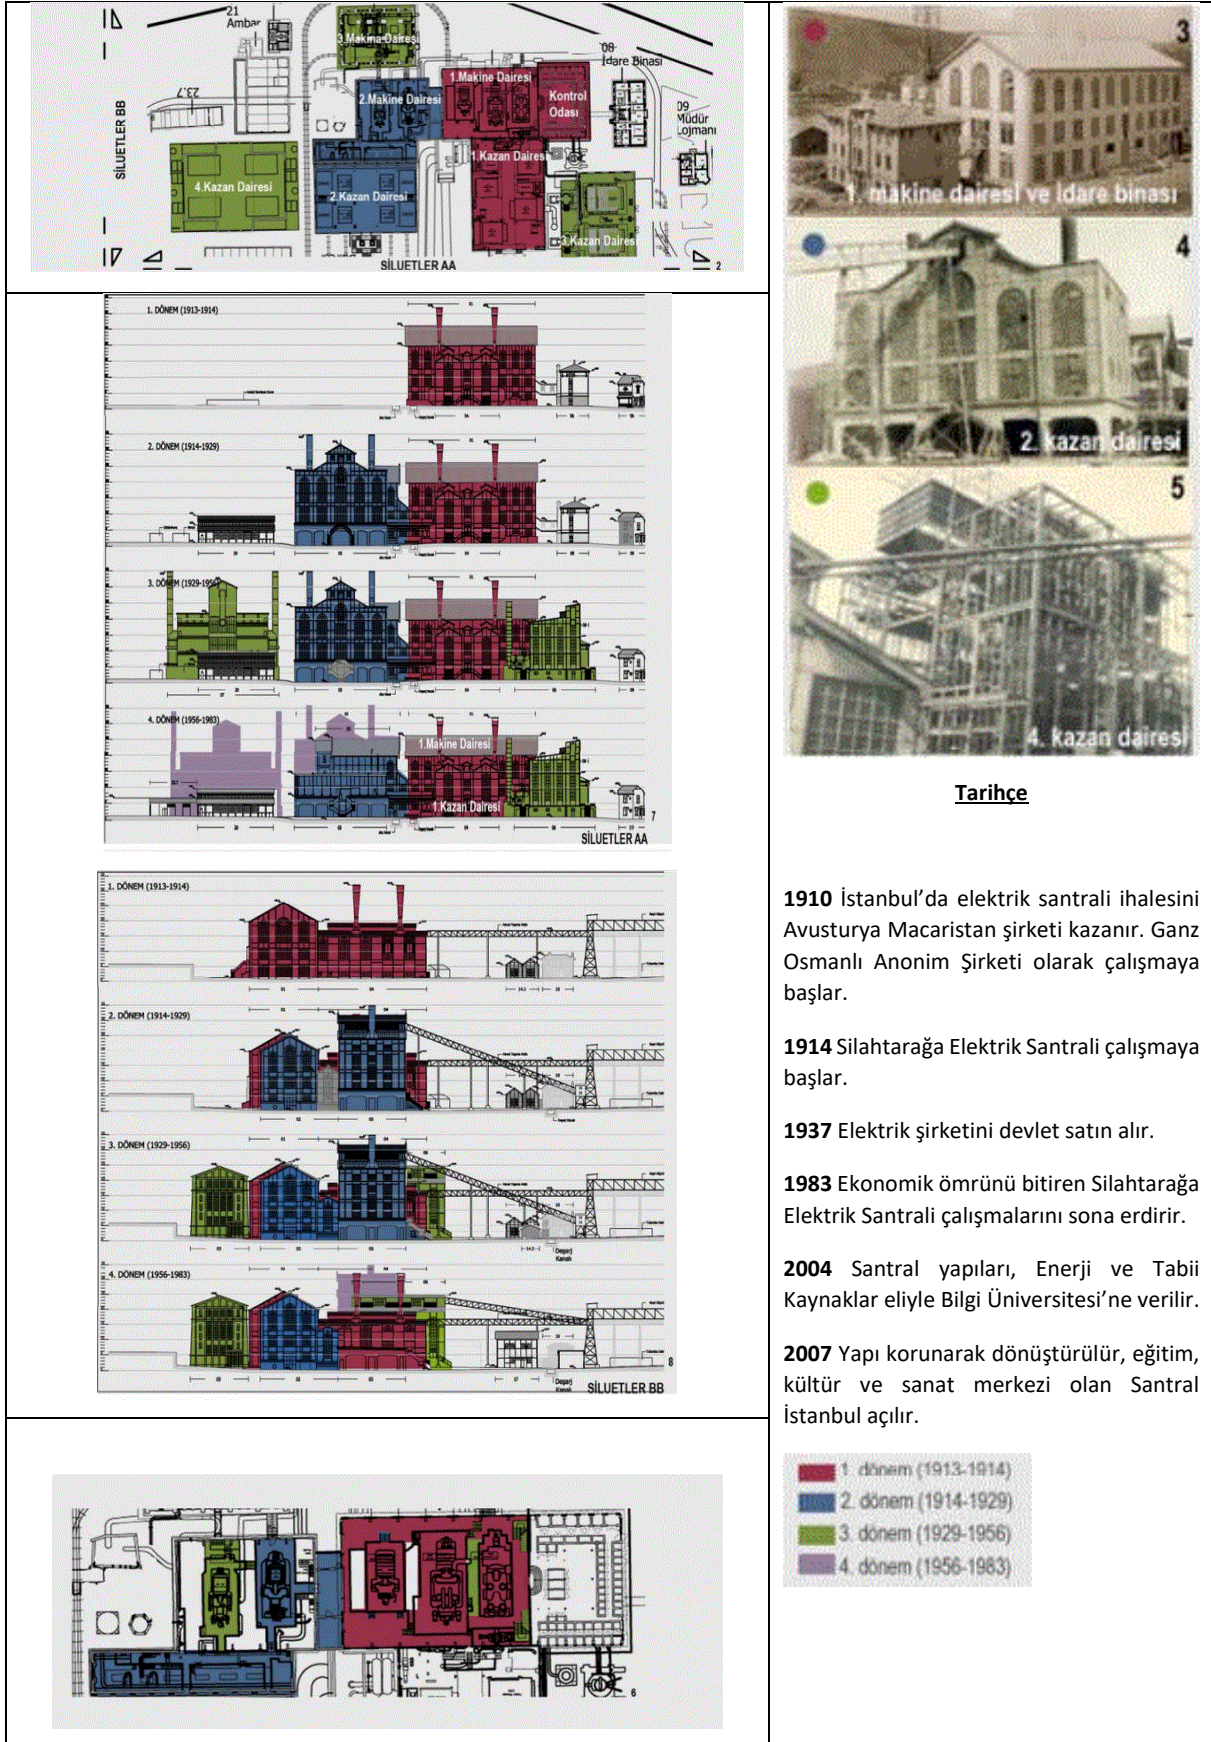 21
Ambar
3.Makina Dairesi
08
İdare Binası
1.Makine Dairesi
2.Makine Dairesi
Kontrol
Odası
23.7
09
Müdür
Lojmanı
SİLUETLER BB
1.Kazan Dairesi
4.Kazan Dairesi
2.Kazan Dairesi
3.Kazan Dairesi
SİLUETLER AA
2
1. DÖNEM (1913-1914)
2. DÖNEM (1914-1929)
3. DÖNEM (1929-1956)
4. DÖNEM (1956-1983)
1.Makine Dairesi
1.Kazan Dairesi
7
SİLUETLER AA
1. DÖNEM (1913-1914)
2. DÖNEM (1914-1929)
3. DÖNEM (1929-1956)
Deşarj
Kanalı
4. DÖNEM (1956-1983)
Deşarj
Kanalı
8
SİLUETLER BB
6
3
1. makine dairesi ve idare binası
4
2. kazan dairesi
5
4. kazan dairesi
Tarihçe
1910 İstanbul’da elektrik santrali ihalesini
Avusturya Macaristan şirketi kazanır. Ganz
Osmanlı Anonim Şirketi olarak çalışmaya
başlar.
1914 Silahtarağa Elektrik Santrali çalışmaya
başlar.
1937 Elektrik şirketini devlet satın alır.
1983 Ekonomik ömrünü bitiren Silahtarağa
Elektrik Santrali çalışmalarını sona erdirir.
2004 Santral yapıları, Enerji ve Tabii
Kaynaklar eliyle Bilgi Üniversitesi’ne verilir.
2007 Yapı korunarak dönüştürülür, eğitim,
kültür ve sanat merkezi olan Santral
İstanbul açılır.
1. dönem (1913-1914)
2. dönem (1914-1929)
3. dönem (1929-1956)
4. dönem (1956-1983)